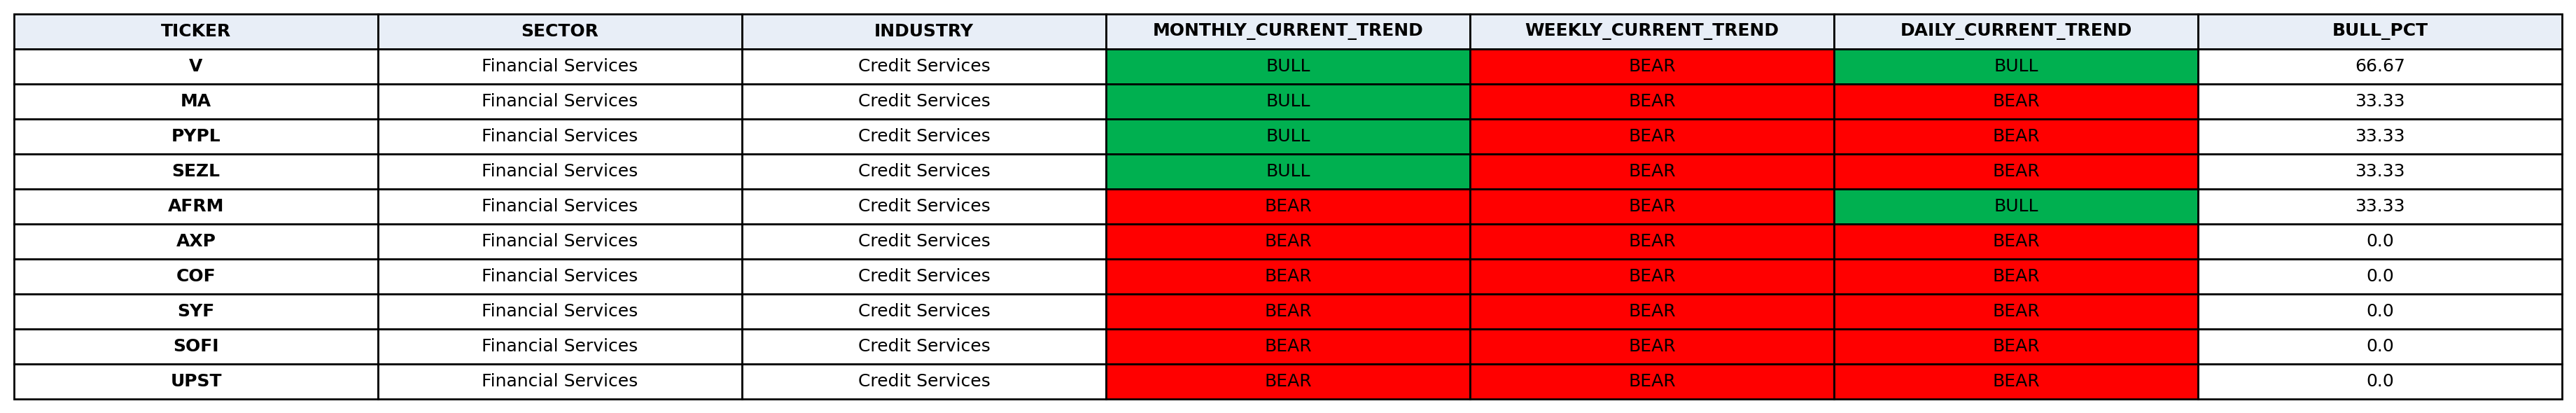 TICKER SECTOR INDUSTRY MONTHLY_CURRENT_TREND WEEKLY_CURRENT_TREND DAILY_CURRENT_TREND BULL_PCT
V Financial Services Credit Services BULL BEAR BULL 66.67
MA Financial Services Credit Services BULL BEAR BEAR 33.33
PYPL Financial Services Credit Services BULL BEAR BEAR 33.33
SEZL Financial Services Credit Services BULL BEAR BEAR 33.33
AFRM Financial Services Credit Services BEAR BEAR BULL 33.33
AXP Financial Services Credit Services BEAR BEAR BEAR 0.0
COF Financial Services Credit Services BEAR BEAR BEAR 0.0
SYF Financial Services Credit Services BEAR BEAR BEAR 0.0
SOFI Financial Services Credit Services BEAR BEAR BEAR 0.0
UPST Financial Services Credit Services BEAR BEAR BEAR 0.0